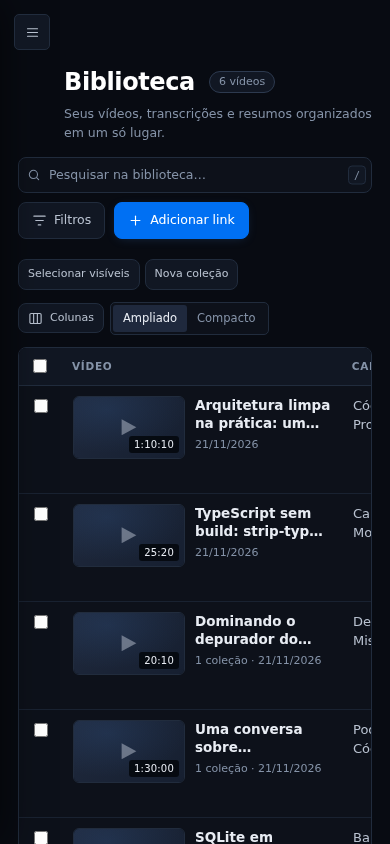 Biblioteca
6 vídeos
Seus vídeos, transcrições e resumos organizados
em um só lugar.
Pesquisar na biblioteca…
/
Filtros
Adicionar link
Selecionar visíveis
Nova coleção
Colunas
Ampliado
Compacto
VÍDEO
Arquitetura limpa
na prática: um…
21/11/2026
1:10:10
TypeScript sem
build: strip-typ…
21/11/2026
25:20
Dominando o
depurador do…
1 coleção · 21/11/2026
20:10
Uma conversa
sobre…
1 coleção · 21/11/2026
1:30:00
SQLite em